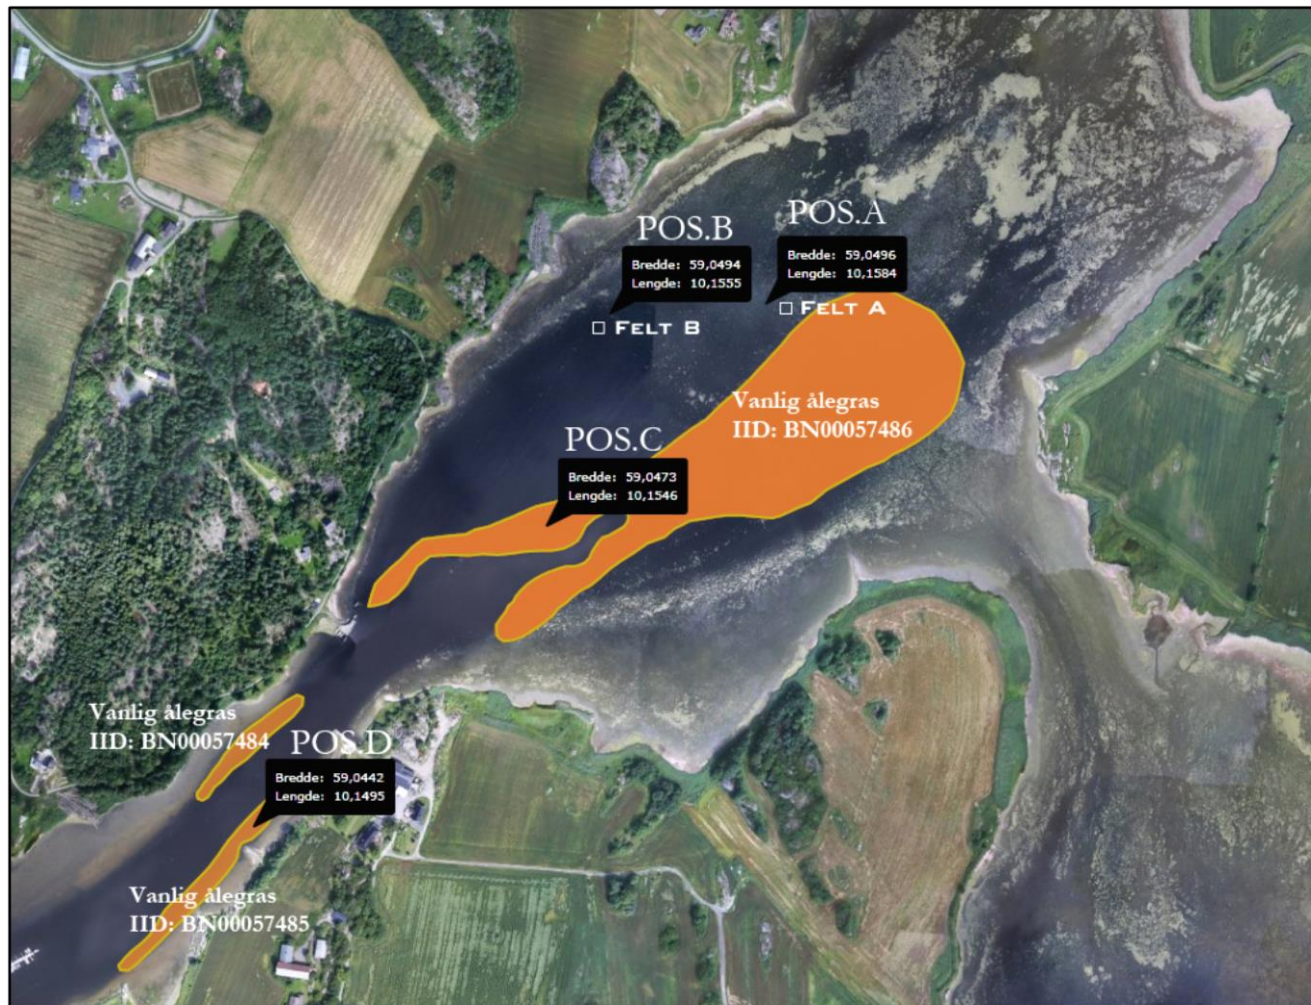 POS.A
Bredde: 59,0496
Lengde: 10,1584
POS.B
Bredde: 59,0494
Lengde: 10,1555
FELT A
FELT B
Vanlig ålegras
IID: BN00057486
POS.C
Bredde: 59,0473
Lengde: 10,1546
Vanlig ålegras
IID: BN00057484
POS.D
Bredde: 59,0442
Lengde: 10,1495
Vanlig ålegras
IID: BN00057485